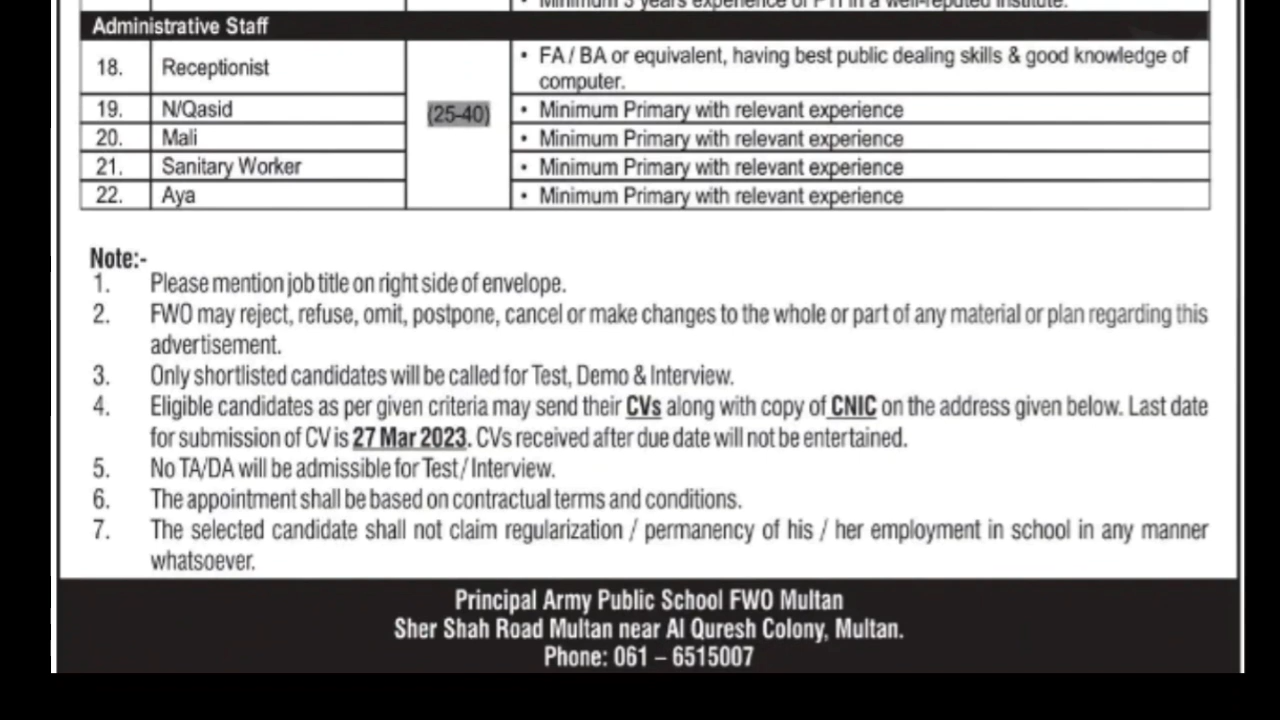 • Minimum 3 years experience of PTI in a well-reputed institute.
Administrative Staff
18. Receptionist • FA / BA or equivalent, having best public dealing skills & good knowledge of
computer.
(25-40)
19. N/Qasid • Minimum Primary with relevant experience
20. Mali • Minimum Primary with relevant experience
21. Sanitary Worker • Minimum Primary with relevant experience
22. Aya • Minimum Primary with relevant experience
Note:-
1. Please mention job title on right side of envelope.
2. FWO may reject, refuse, omit, postpone, cancel or make changes to the whole or part of any material or plan regarding this
advertisement.
3. Only shortlisted candidates will be called for Test, Demo & Interview.
4. Eligible candidates as per given criteria may send their CVs along with copy of CNIC on the address given below. Last date
for submission of CV is 27 Mar 2023. CVs received after due date will not be entertained.
5. No TA/DA will be admissible for Test / Interview.
6. The appointment shall be based on contractual terms and conditions.
7. The selected candidate shall not claim regularization / permanency of his / her employment in school in any manner
whatsoever.
Principal Army Public School FWO Multan
Sher Shah Road Multan near Al Quresh Colony, Multan.
Phone: 061 – 6515007